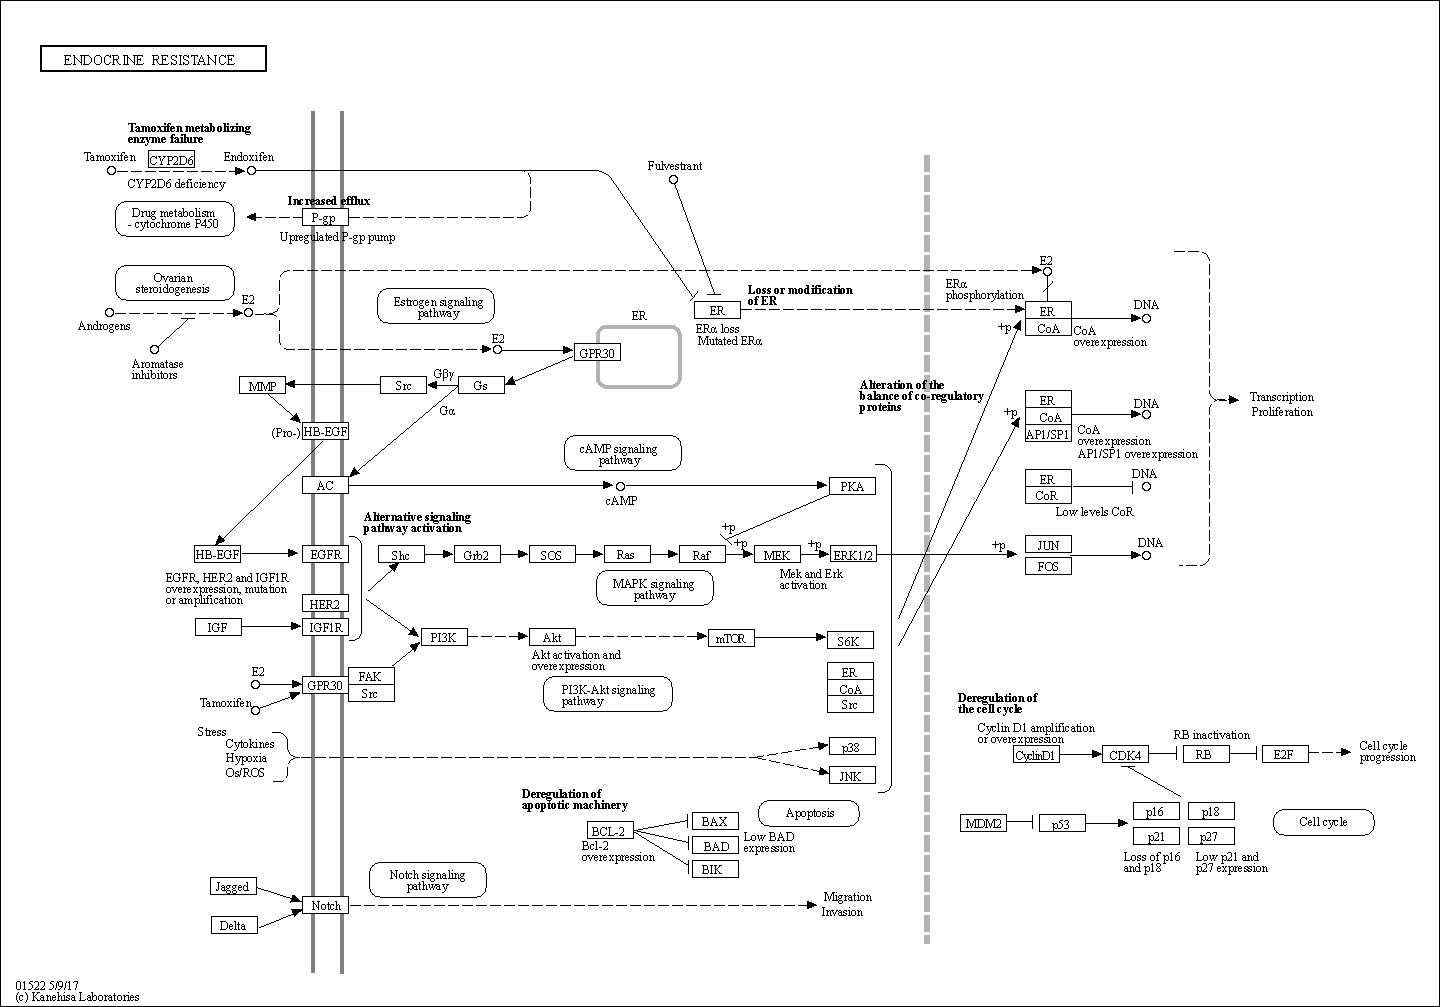 ENDOCRINE RESISTANCE
Tamoxifen metabolizing
enzyme failure
Tamoxifen
CYP2D6
Endoxifen
CYP2D6 deficiency
Fulvestrant
Increased efflux
Drug metabolism
- cytochrome P450
P-gp
Upregulated P-gp pump
Ovarian
steroidogenesis
E2
Androgens
Aromatase
inhibitors
Estrogen signaling
pathway
E2
GPR30
ER
ER
Loss or modification
of ER
ERα loss
Mutated ERα
E2
ERα
phosphorylation
ER
CoA
+p
CoA
overexpression
DNA
MMP
Src
Gβγ
Gs
Gα
(Pro-)
HB-EGF
Alteration of the
balance of co-regulatory
proteins
+p
ER
CoA
AP1/SP1
DNA
CoA
overexpression
AP1/SP1 overexpression
Transcription
Proliferation
cAMP signaling
pathway
AC
cAMP
PKA
ER
CoR
DNA
Low levels CoR
Alternative signaling
pathway activation
HB-EGF
EGFR
Shc
Grb2
SOS
Ras
Raf
+p
+p
MEK
+p
ERK1/2
+p
JUN
FOS
DNA
EGFR, HER2 and IGF1R
overexpression, mutation
or amplification
MAPK signaling
pathway
Mek and Erk
activation
HER2
IGF
IGF1R
PI3K
Akt
mTOR
S6K
Akt activation and
overexpression
E2
GPR30
FAK
Src
Tamoxifen
PI3K-Akt signaling
pathway
ER
CoA
Src
Stress
Cytokines
Hypoxia
Os/ROS
p38
JNK
Deregulation of
the cell cycle
Cyclin D1 amplification
or overexpression
CyclinD1
CDK4
RB inactivation
RB
E2F
Cell cycle
progression
MDM2
p53
p16
p18
p21
p27
Loss of p16
and p18
Low p21 and
p27 expression
Cell cycle
Deregulation of
apoptotic machinery
BCL-2
Bcl-2
overexpression
BAX
BAD
BIK
Low BAD
expression
Apoptosis
Notch signaling
pathway
Jagged
Delta
Notch
Migration
Invasion
01522 5/9/17
(c) Kanehisa Laboratories